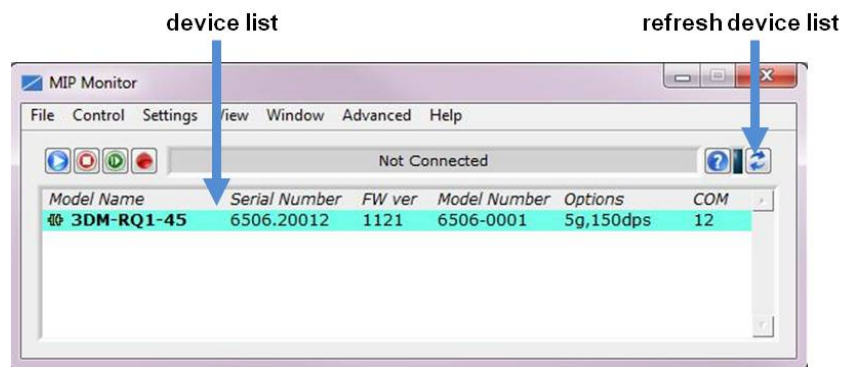 device list
refresh device list
MIP Monitor
File Control Settings View Window Advanced Help
Not Connected
Model Name Serial Number FW ver Model Number Options COM
3DM-RQ1-45 6506.20012 1121 6506-0001 5g,150dps 12